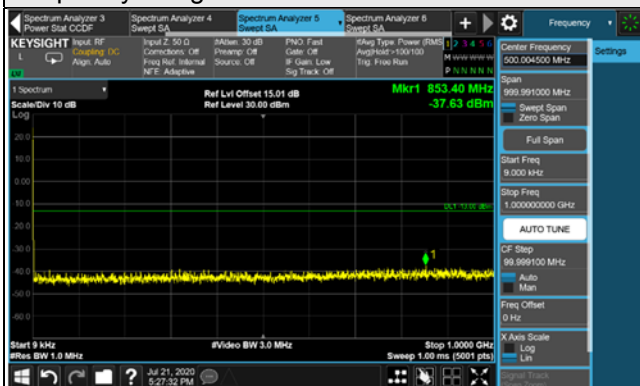 Spectrum Analyzer 3
Power Stat CCDF
Spectrum Analyzer 4
Swept SA
Spectrum Analyzer 5
Swept SA
Spectrum Analyzer 6
Swept SA
+
Frequency
KEYSIGHT
L
Input: RF
Coupling: DC
Align: Auto
Input Z: 50 Ω
Corrections: Off
Freq Ref: Internal
NFE: Adaptive
#Atten: 30 dB
Preamp: Off
Source: Off
PNO: Fast
Gate: Off
IF Gain: Low
Sig Track: Off
#Avg Type: Power (RMS
Avg|Hold:>100/100
Trig: Free Run
1 2 3 4 5 6
M W W W W W
P N N N N N
1 Spectrum
Scale/Div 10 dB
Log
Ref Lvl Offset 15.01 dB
Ref Level 30.00 dBm
Mkr1 853.40 MHz
-37.63 dBm
20.0
10.0
0.00
-10.0
-20.0
-30.0
-40.0
-50.0
-60.0
DL1 -13.00 dBm
1
Start 9 kHz
#Res BW 1.0 MHz
#Video BW 3.0 MHz
Stop 1.0000 GHz
Sweep 1.00 ms (5001 pts)
Jul 21, 2020
5:27:32 PM
Center Frequency
500.004500 MHz
Settings
Span
999.991000 MHz
Swept Span
Zero Span
Full Span
Start Freq
9.000 kHz
Stop Freq
1.000000000 GHz
AUTO TUNE
CF Step
99.999100 MHz
Auto
Man
Freq Offset
0 Hz
X Axis Scale
Log
Lin
Signal Track